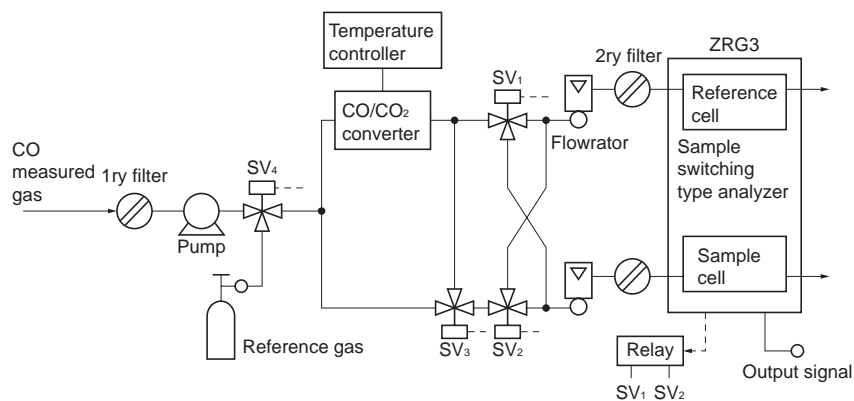 Temperature
controller
CO/CO₂
converter
CO
measured
gas
1ry filter
Pump
SV₄
Reference gas
SV₁
SV₃
SV₂
Flowrator
2ry filter
ZRG3
Reference
cell
Sample
switching
type analyzer
Sample
cell
Relay
SV₁
SV₂
Output signal